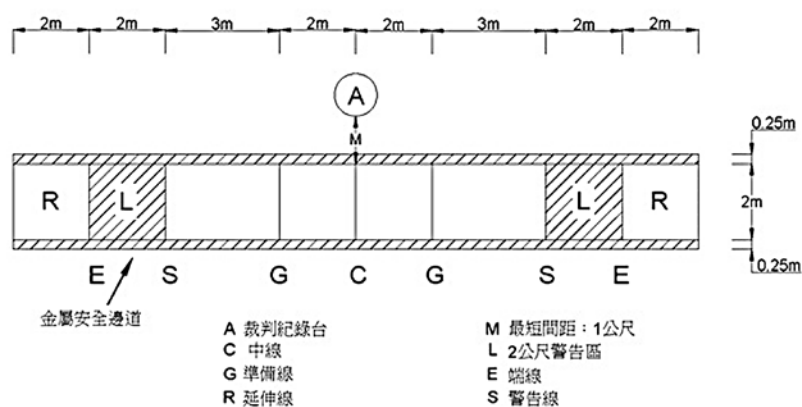 2m 2m 3m 2m 2m 3m 2m 2m
A
M
0.25m
R L L R
2m
0.25m
E S G C G S E
金屬安全邊道
A 裁判紀錄台 M 最短間距：1公尺
C 中線 L 2公尺警告區
G 準備線 E 端線
R 延伸線 S 警告線